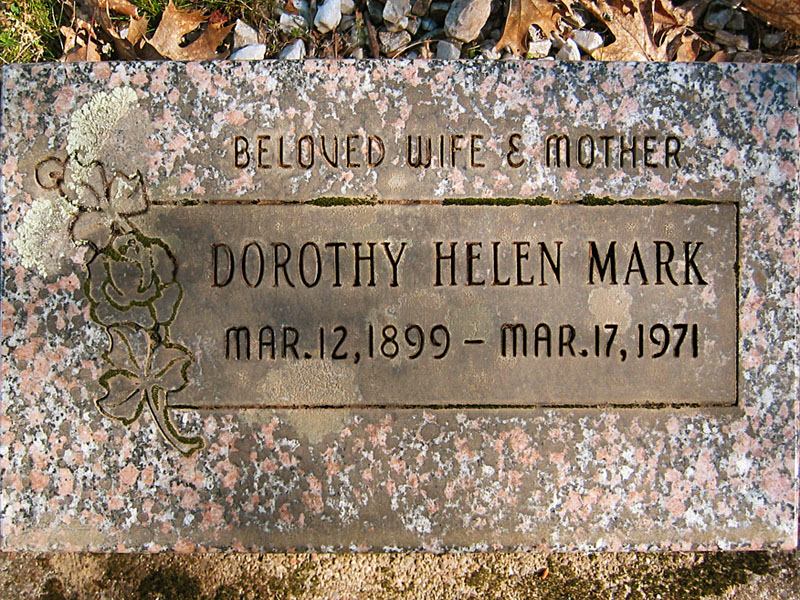 BELOVED WIFE & MOTHER
DOROTHY HELEN MARK
MAR. 12, 1899 - MAR. 17, 1971